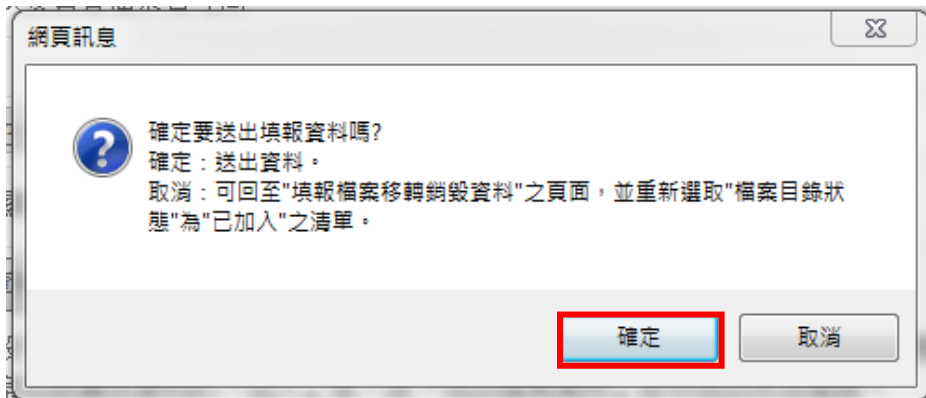 網頁訊息
確定要送出填報資料嗎?
確定：送出資料。
取消：可回至"填報檔案移轉銷毀資料"之頁面，並重新選取"檔案目錄狀
態"為"已加入"之清單。
確定
取消